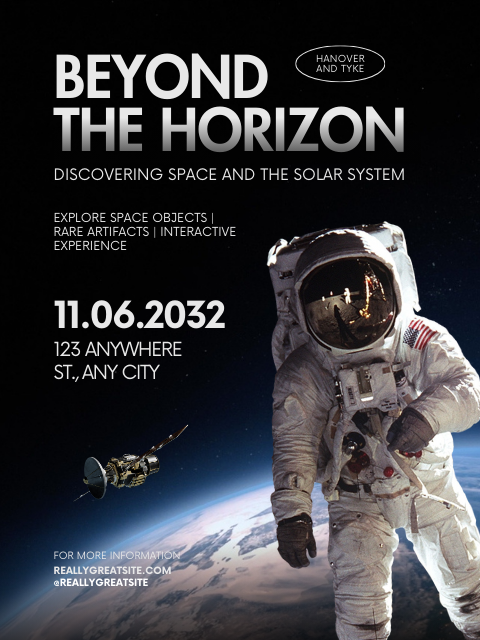 BEYOND
THE HORIZON
HANOVER
AND TYKE
DISCOVERING SPACE AND THE SOLAR SYSTEM
EXPLORE SPACE OBJECTS |
RARE ARTIFACTS | INTERACTIVE
EXPERIENCE
11.06.2032
123 ANYWHERE
ST., ANY CITY
FOR MORE INFORMATION
REALLYGREATSITE.COM
@REALLYGREATSITE